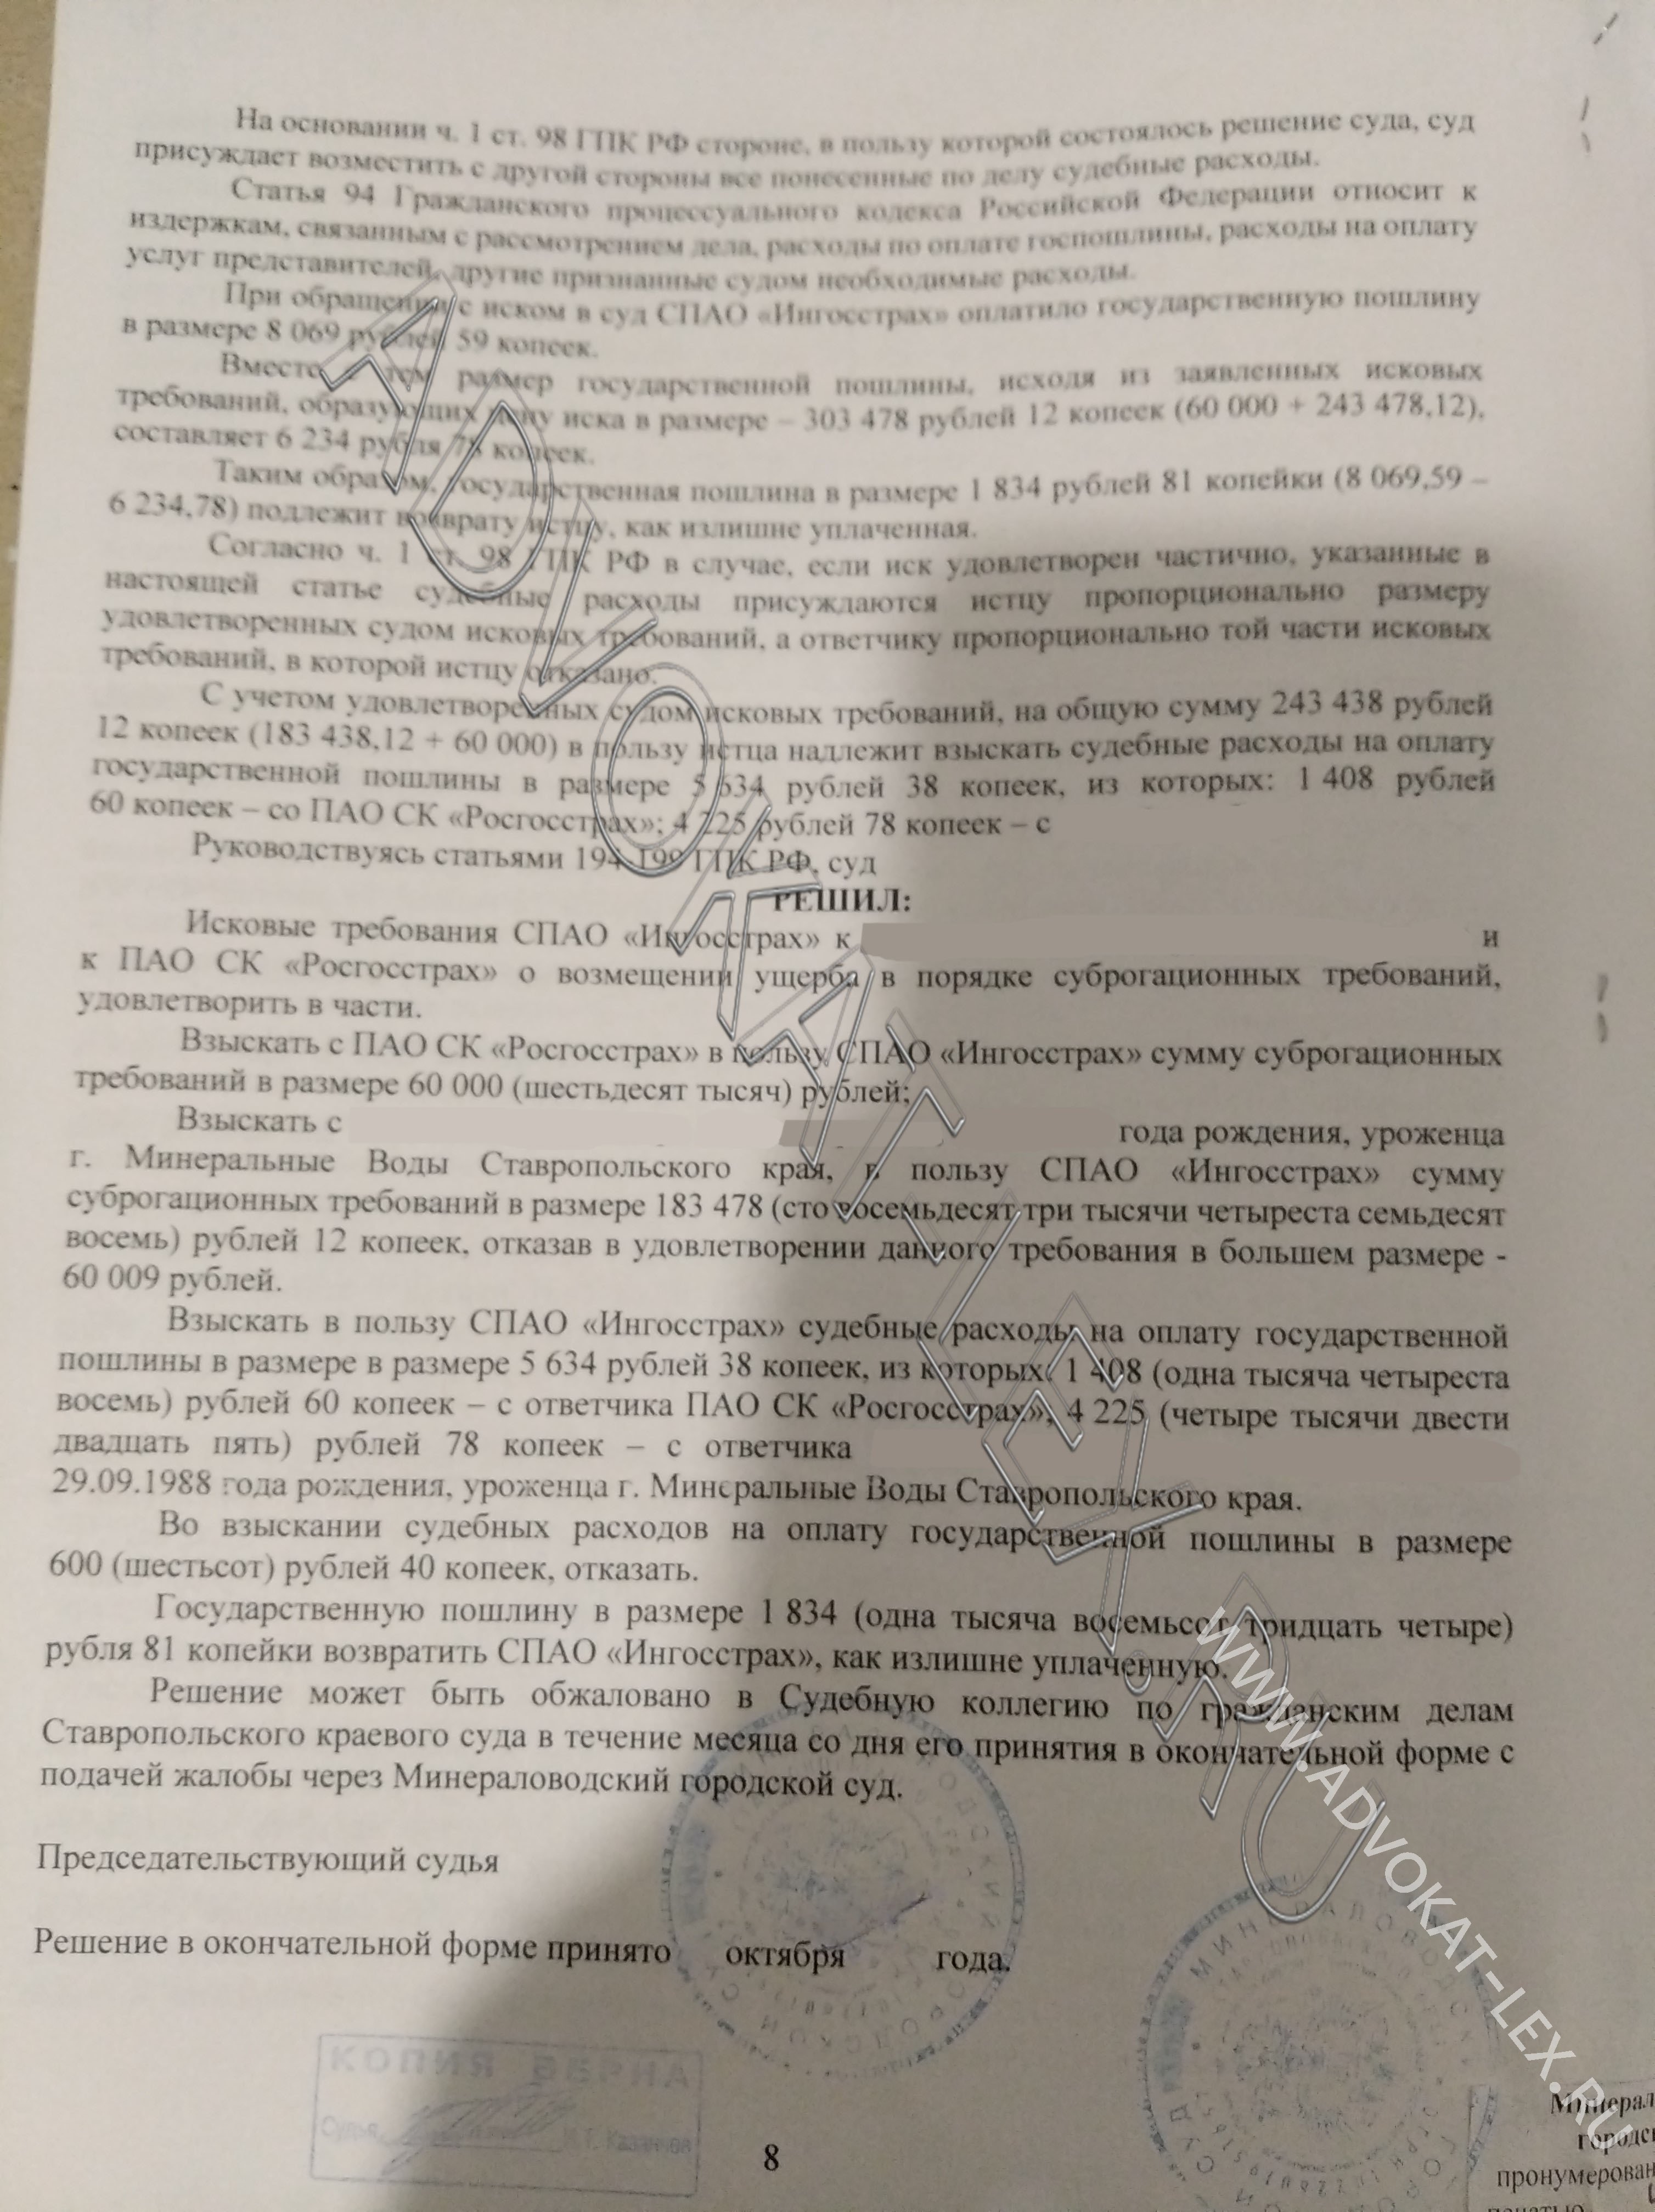 На основании ч. 1 ст. 98 ГПК РФ стороне, в пользу которой состоялось решение суда, суд
присуждает возместить с другой стороны все понесенные по делу судебные расходы.
Статья 94 Гражданского процессуального кодекса Российской Федерации относит к
издержкам, связанным с рассмотрением дела, расходы по оплате госпошлины, расходы на оплату
услуг представителей, другие признанные судом необходимые расходы.
При обращении с иском в суд СПАО «Ингосстрах» оплатило государственную пошлину
в размере 8 069 рублей 59 копеек.
Вместе с тем размер государственной пошлины, исходя из заявленных исковых
требований, образующих цену иска в размере – 303 478 рублей 12 копеек (60 000 + 243 478,12),
составляет 6 234 рубля 78 копеек.
Таким образом, государственная пошлина в размере 1 834 рублей 81 копейки (8 069,59 –
6 234,78) подлежит возврату истцу, как излишне уплаченная.
Согласно ч. 1 ст. 98 ГПК РФ в случае, если иск удовлетворен частично, указанные в
настоящей статье судебные расходы присуждаются истцу пропорционально размеру
удовлетворенных судом исковых требований, а ответчику пропорционально той части исковых
требований, в которой истцу отказано.
С учетом удовлетворенных судом исковых требований, на общую сумму 243 438 рублей
12 копеек (183 438,12 + 60 000) в пользу истца надлежит взыскать судебные расходы на оплату
государственной пошлины в размере 5 634 рублей 38 копеек, из которых: 1 408 рублей
60 копеек – со ПАО СК «Росгосстрах»; 4 225 рублей 78 копеек – с
Руководствуясь статьями 194-199 ГПК РФ, суд
РЕШИЛ:
Исковые требования СПАО «Ингосстрах» к и
к ПАО СК «Росгосстрах» о возмещении ущерба в порядке суброгационных требований,
удовлетворить в части.
Взыскать с ПАО СК «Росгосстрах» в пользу СПАО «Ингосстрах» сумму суброгационных
требований в размере 60 000 (шестьдесят тысяч) рублей;
Взыскать с года рождения, уроженца
г. Минеральные Воды Ставропольского края, в пользу СПАО «Ингосстрах» сумму
суброгационных требований в размере 183 478 (сто восемьдесят три тысячи четыреста семьдесят
восемь) рублей 12 копеек, отказав в удовлетворении данного требования в большем размере -
60 009 рублей.
Взыскать в пользу СПАО «Ингосстрах» судебные расходы на оплату государственной
пошлины в размере в размере 5 634 рублей 38 копеек, из которых: 1 408 (одна тысяча четыреста
восемь) рублей 60 копеек – с ответчика ПАО СК «Росгосстрах», 4 225 (четыре тысячи двести
двадцать пять) рублей 78 копеек – с ответчика
29.09.1988 года рождения, уроженца г. Минеральные Воды Ставропольского края.
Во взыскании судебных расходов на оплату государственной пошлины в размере
600 (шестьсот) рублей 40 копеек, отказать.
Государственную пошлину в размере 1 834 (одна тысяча восемьсот тридцать четыре)
рубля 81 копейки возвратить СПАО «Ингосстрах», как излишне уплаченную.
Решение может быть обжаловано в Судебную коллегию по гражданским делам
Ставропольского краевого суда в течение месяца со дня его принятия в окончательной форме с
подачей жалобы через Минераловодский городской суд.
Председательствующий судья
Решение в окончательной форме принято октября года.
КОПИЯ ВЕРНА
Судья
8
Минерал
городс
пронумерован
печатью
WWW.ADVOKAT-LEX.RU